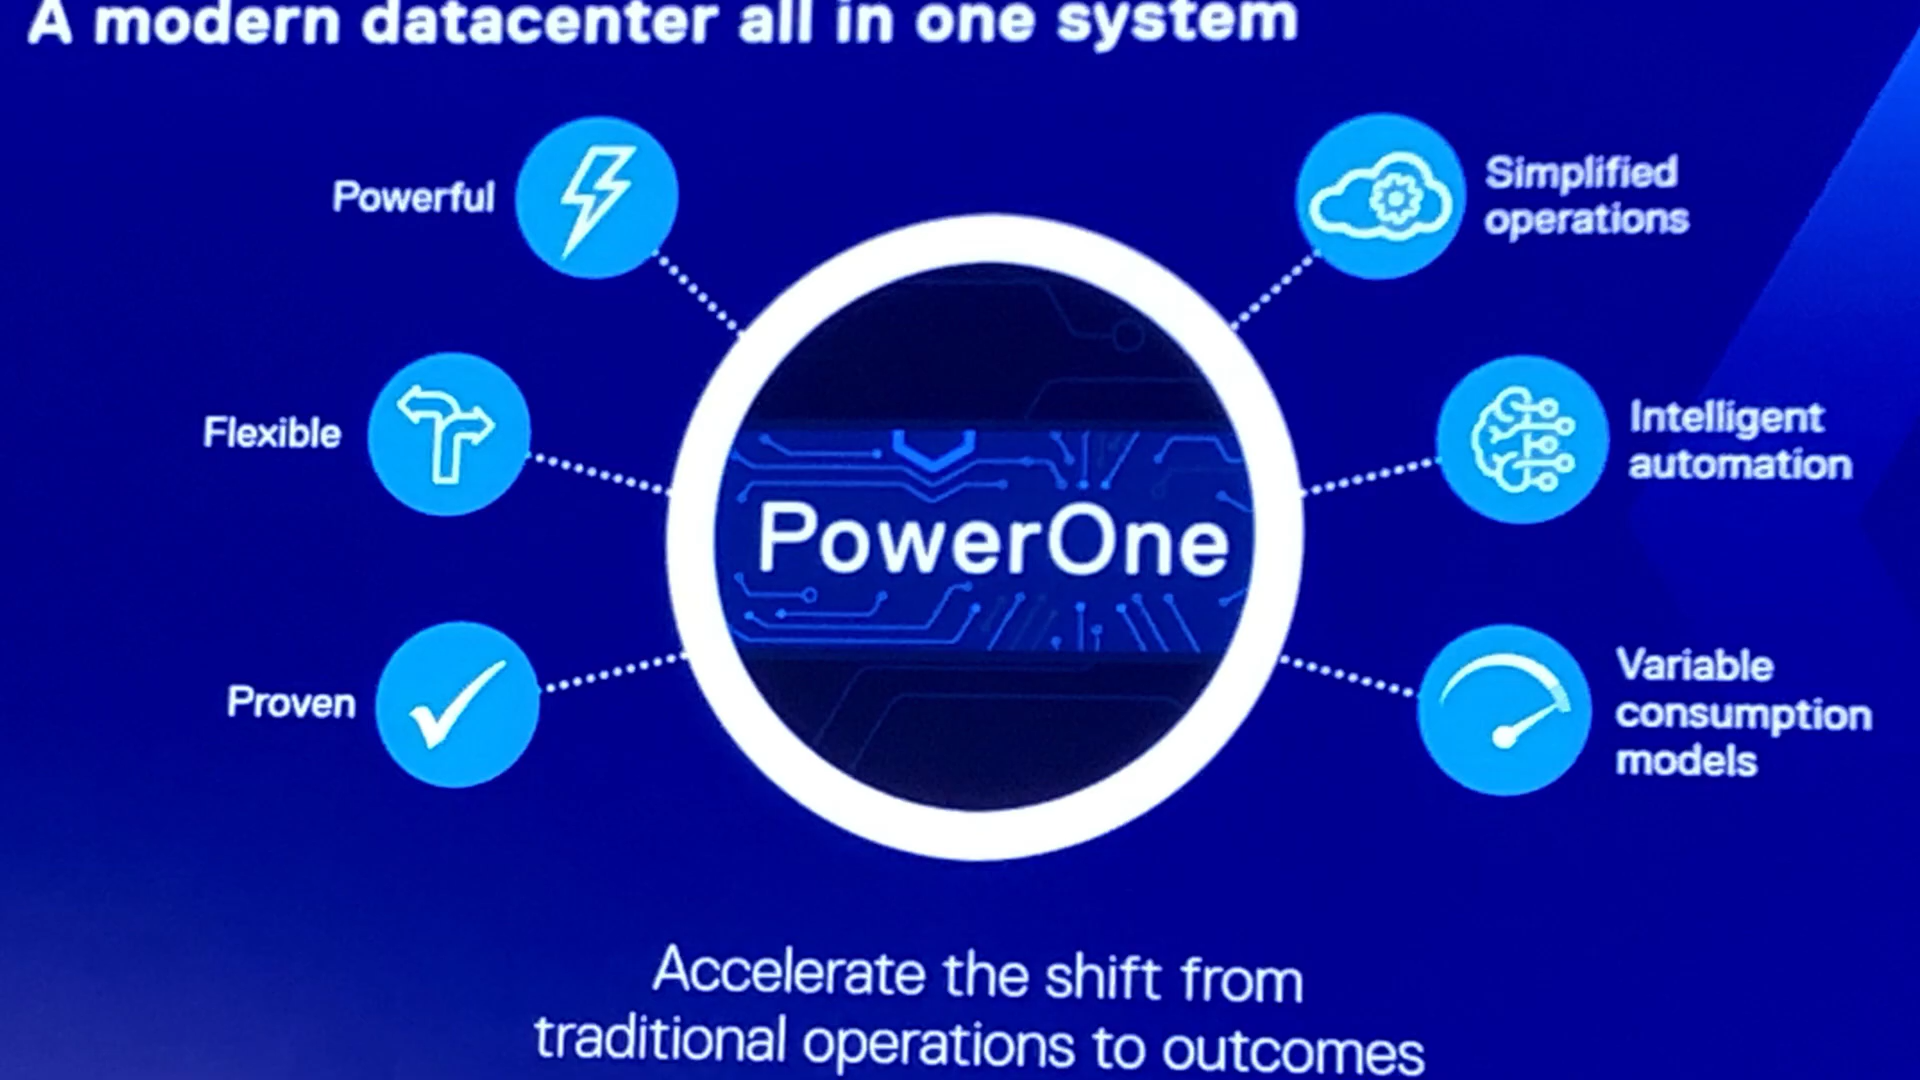 A modern datacenter all in one system
Powerful
Simplified
operations
Flexible
Intelligent
automation
PowerOne
Proven
Variable
consumption
models
Accelerate the shift from
traditional operations to outcomes